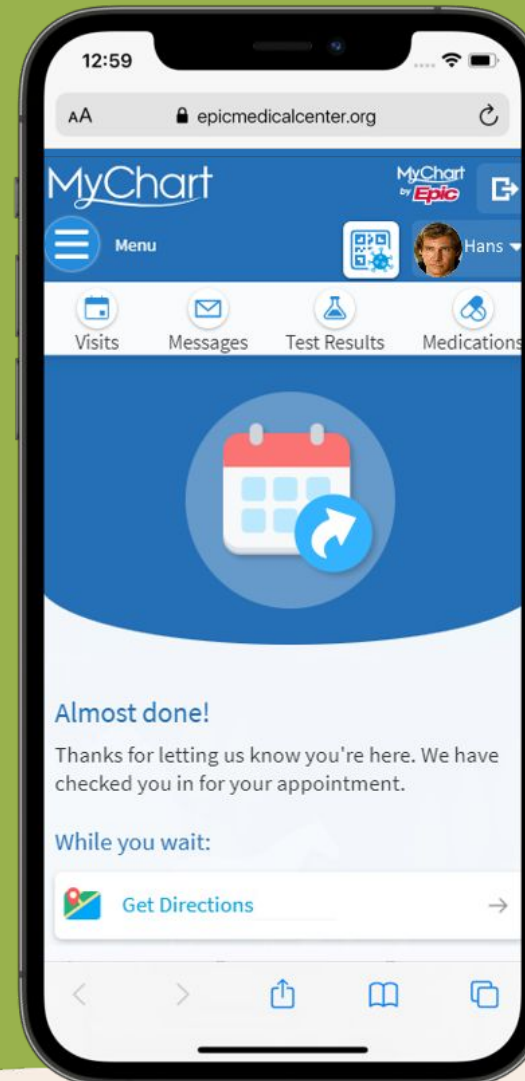 12:59
AA epicmedicalcenter.org
MyChart
MyChart
by Epic
Menu
Hans
Visits Messages Test Results Medications
Almost done!
Thanks for letting us know you're here. We have
checked you in for your appointment.
While you wait:
Get Directions